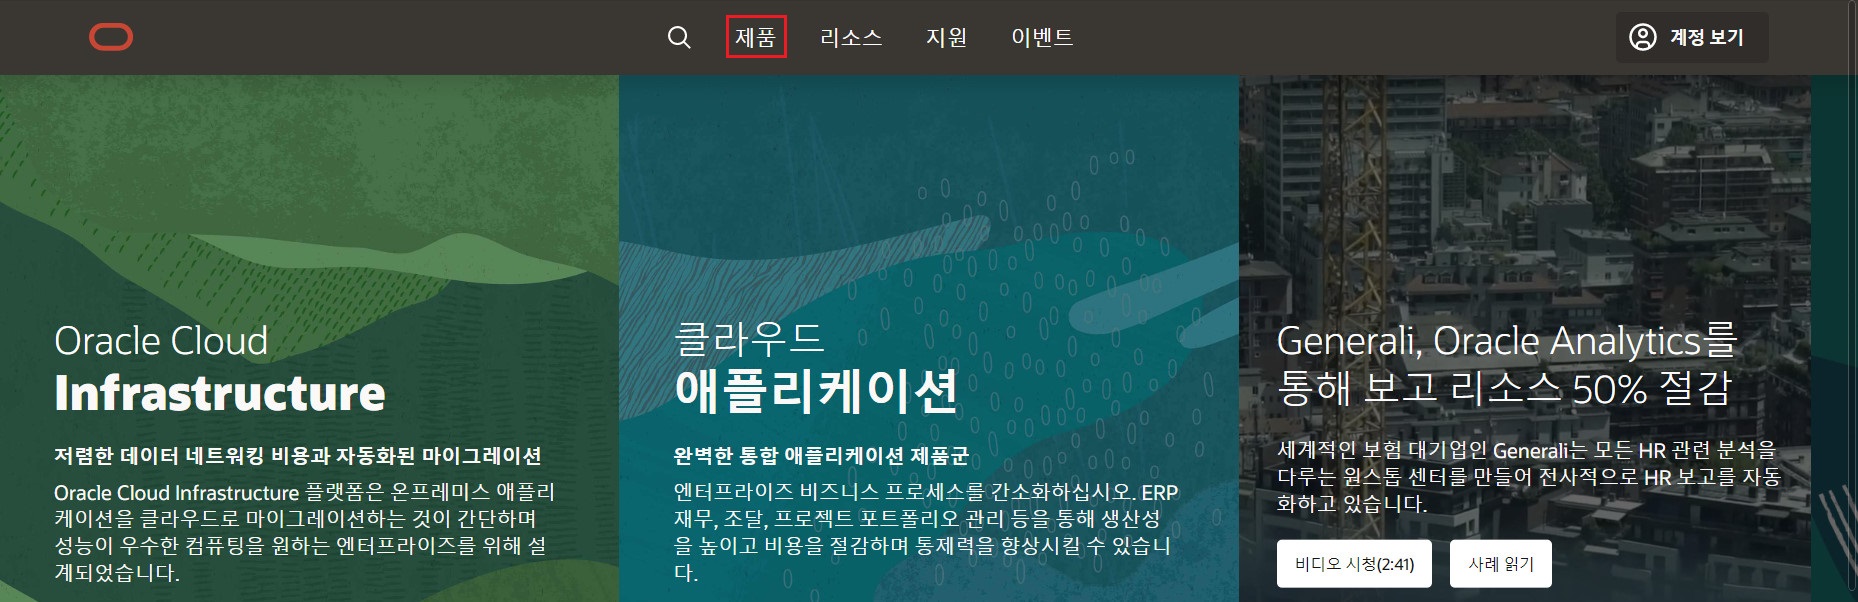 제품
리소스
지원
이벤트
계정 보기
Oracle Cloud
Infrastructure
저렴한 데이터 네트워킹 비용과 자동화된 마이그레이션
Oracle Cloud Infrastructure 플랫폼은 온프레미스 애플리
케이션을 클라우드로 마이그레이션하는 것이 간단하며
성능이 우수한 컴퓨팅을 원하는 엔터프라이즈를 위해 설
계되었습니다.
클라우드
애플리케이션
완벽한 통합 애플리케이션 제품군
엔터프라이즈 비즈니스 프로세스를 간소화하십시오. ERP
재무, 조달, 프로젝트 포트폴리오 관리 등을 통해 생산성
을 높이고 비용을 절감하며 통제력을 향상시킬 수 있습니
다.
Generali, Oracle Analytics를
통해 보고 리소스 50% 절감
세계적인 보험 대기업인 Generali는 모든 HR 관련 분석을
다루는 원스톱 센터를 만들어 전사적으로 HR 보고를 자동
화하고 있습니다.
비디오 시청(2:41)
사례 읽기